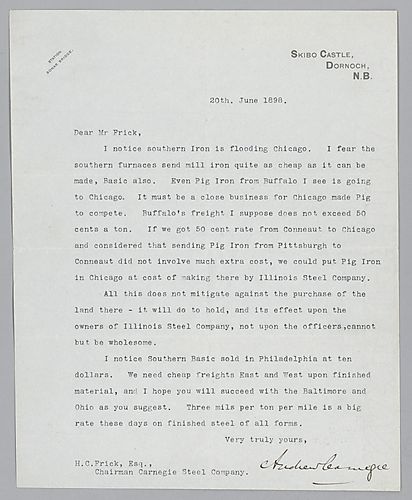 STATION
BONAR BRIDGE.
SKIBO CASTLE,
DORNOCH,
N.B.
20th. June 1898.
Dear Mr Frick,
I notice southern Iron is flooding Chicago. I fear the
southern furnaces send mill iron quite as cheap as it can be
made, Basic also. Even Pig Iron from Buffalo I see is going
to Chicago. It must be a close business for Chicago made Pig
to compete. Buffalo's freight I suppose does not exceed 50
cents a ton. If we got 50 cent rate from Conneaut to Chicago
and considered that sending Pig Iron from Pittsburgh to
Conneaut did not involve much extra cost, we could put Pig Iron
in Chicago at cost of making there by Illinois Steel Company.
All this does not mitigate against the purchase of the
land there - it will do to hold, and its effect upon the
owners of Illinois Steel Company, not upon the officers,cannot
but be wholesome.
I notice Southern Basic sold in Philadelphia at ten
dollars. We need cheap freights East and West upon finished
material, and I hope you will succeed with the Baltimore and
Ohio as you suggest. Three mils per ton per mile is a big
rate these days on finished steel of all forms.
Very truly yours,
Andrew Carnegie
H.C.Frick, Esq.,
Chairman Carnegie Steel Company.